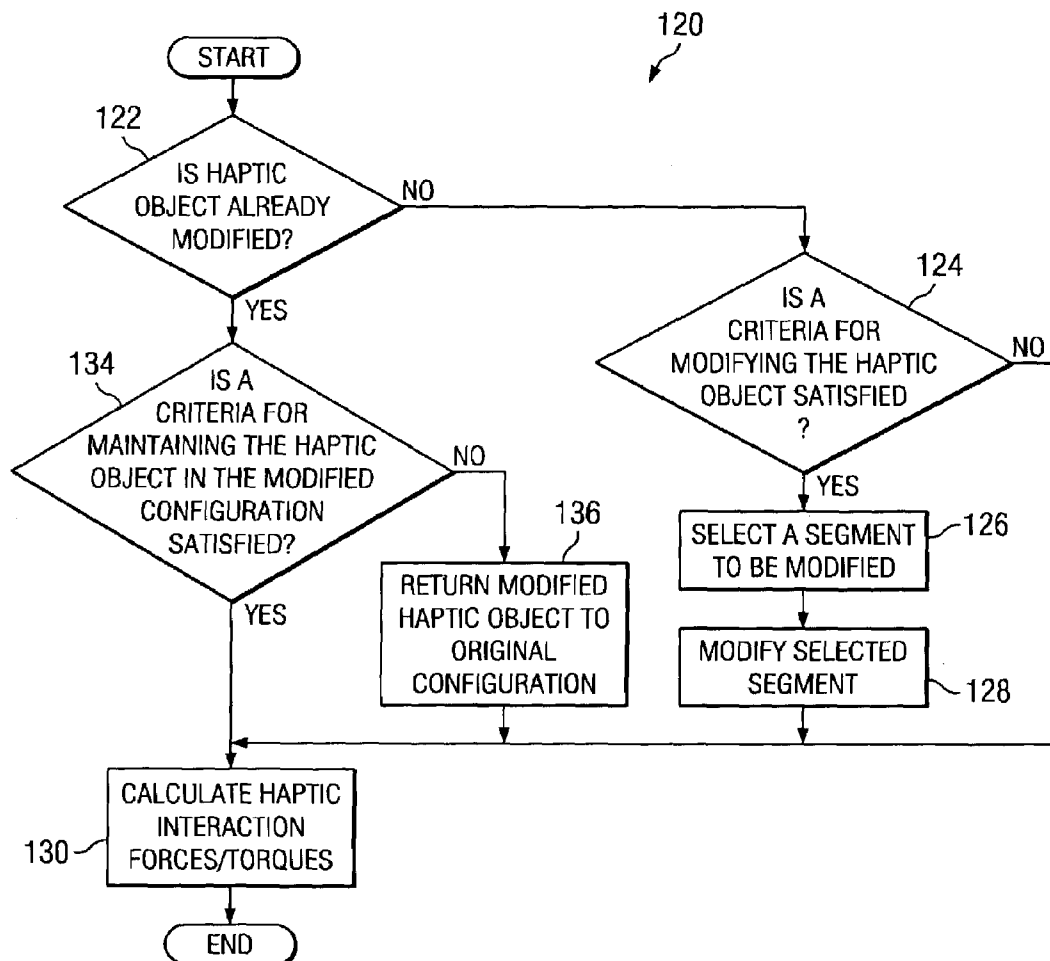 120
START
122
IS HAPTIC
OBJECT ALREADY
MODIFIED?
NO
YES
124
IS A
CRITERIA FOR
MODIFYING THE HAPTIC
OBJECT SATISFIED
?
NO
YES
134
IS A
CRITERIA FOR
MAINTAINING THE HAPTIC
OBJECT IN THE MODIFIED
CONFIGURATION
SATISFIED?
NO
YES
136
RETURN MODIFIED
HAPTIC OBJECT TO
ORIGINAL
CONFIGURATION
SELECT A SEGMENT
TO BE MODIFIED
126
MODIFY SELECTED
SEGMENT
128
CALCULATE HAPTIC
INTERACTION
FORCES/TORQUES
130
END